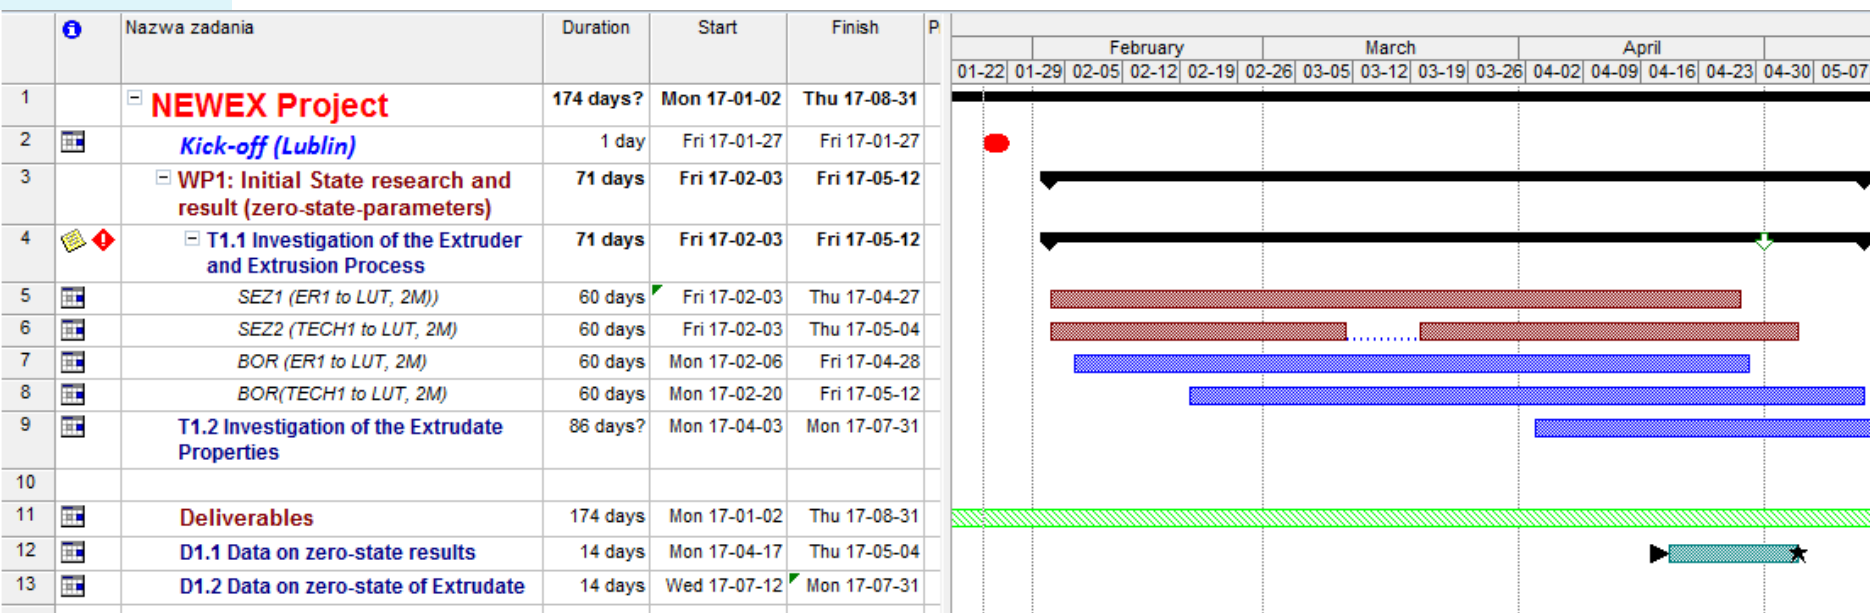 Nazwa zadania Duration Start Finish P
February March April
01-22 01-29 02-05 02-12 02-19 02-26 03-05 03-12 03-19 03-26 04-02 04-09 04-16 04-23 04-30 05-07
1 NEWEX Project 174 days? Mon 17-01-02 Thu 17-08-31
2 Kick-off (Lublin) 1 day Fri 17-01-27 Fri 17-01-27
3 WP1: Initial State research and 71 days Fri 17-02-03 Fri 17-05-12
result (zero-state-parameters)
4 T1.1 Investigation of the Extruder 71 days Fri 17-02-03 Fri 17-05-12
and Extrusion Process
5 SEZ1 (ER1 to LUT, 2M)) 60 days Fri 17-02-03 Thu 17-04-27
6 SEZ2 (TECH1 to LUT, 2M) 60 days Fri 17-02-03 Thu 17-05-04
7 BOR (ER1 to LUT, 2M) 60 days Mon 17-02-06 Fri 17-04-28
8 BOR(TECH1 to LUT, 2M) 60 days Mon 17-02-20 Fri 17-05-12
9 T1.2 Investigation of the Extrudate 86 days? Mon 17-04-03 Mon 17-07-31
Properties
10
11 Deliverables 174 days Mon 17-01-02 Thu 17-08-31
12 D1.1 Data on zero-state results 14 days Mon 17-04-17 Thu 17-05-04
13 D1.2 Data on zero-state of Extrudate 14 days Wed 17-07-12 Mon 17-07-31